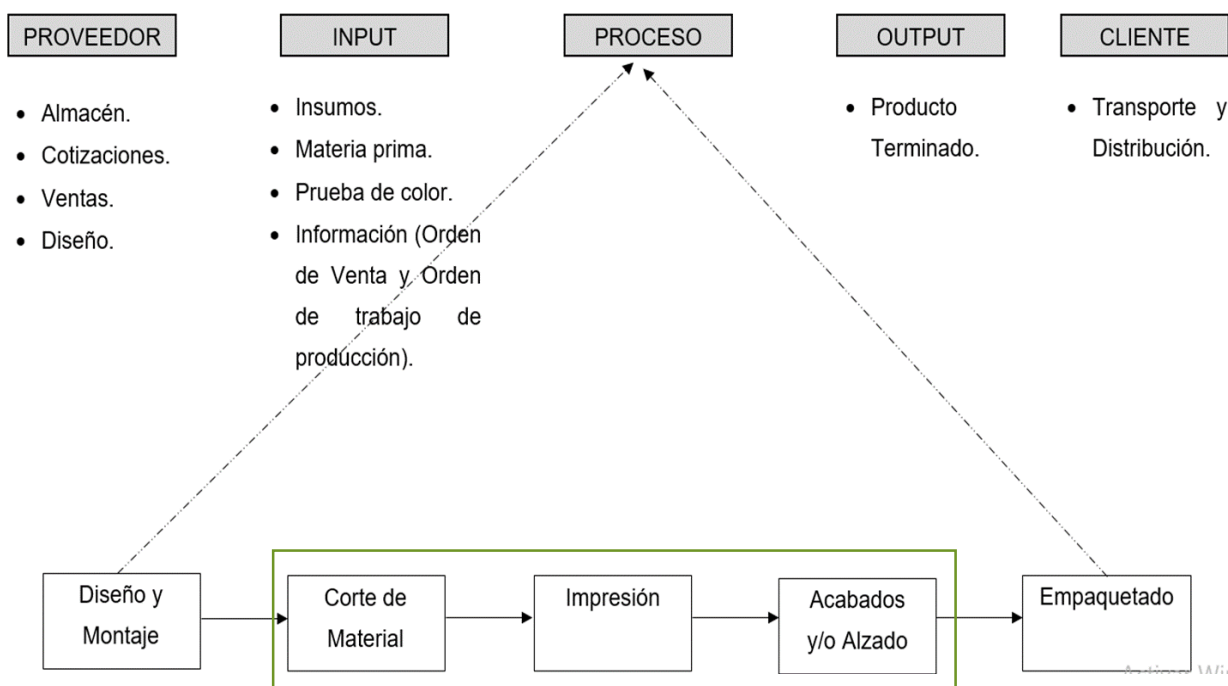 PROVEEDOR
INPUT
PROCESO
OUTPUT
CLIENTE
• Almacén.
• Cotizaciones.
• Ventas.
• Diseño.
• Insumos.
• Materia prima.
• Prueba de color.
• Información (Orden
de Venta y Orden
de trabajo de
producción).
• Producto
Terminado.
• Transporte y
Distribución.
Diseño y
Montaje
Corte de
Material
Impresión
Acabados
y/o Alzado
Empaquetado